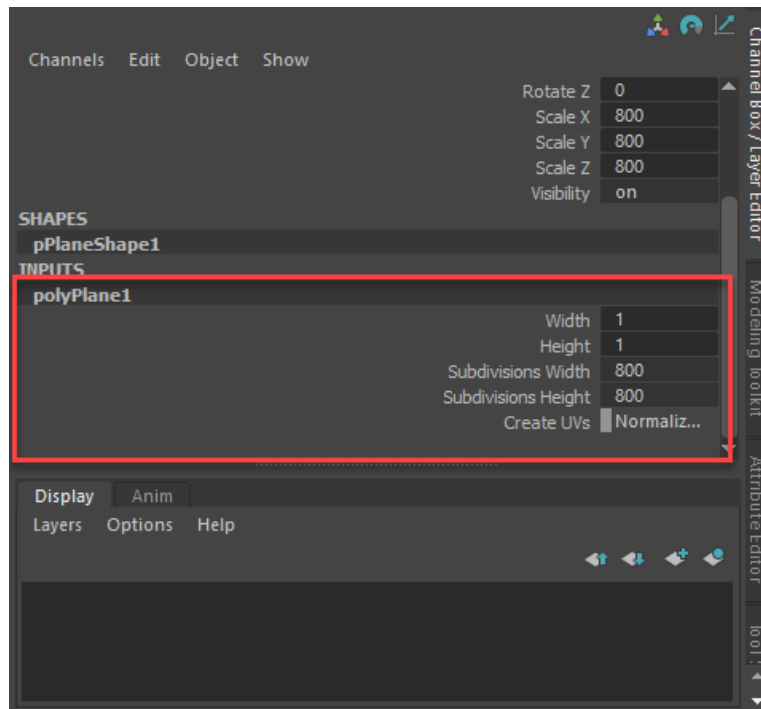 Channels Edit Object Show
Rotate Z 0
Scale X 800
Scale Y 800
Scale Z 800
Visibility on
SHAPES
pPlaneShape1
INPUTS
polyPlane1
Width 1
Height 1
Subdivisions Width 800
Subdivisions Height 800
Create UVs Normaliz...
Display Anim
Layers Options Help
Channel Box / Layer Editor
Modeling Toolkit
Attribute Editor